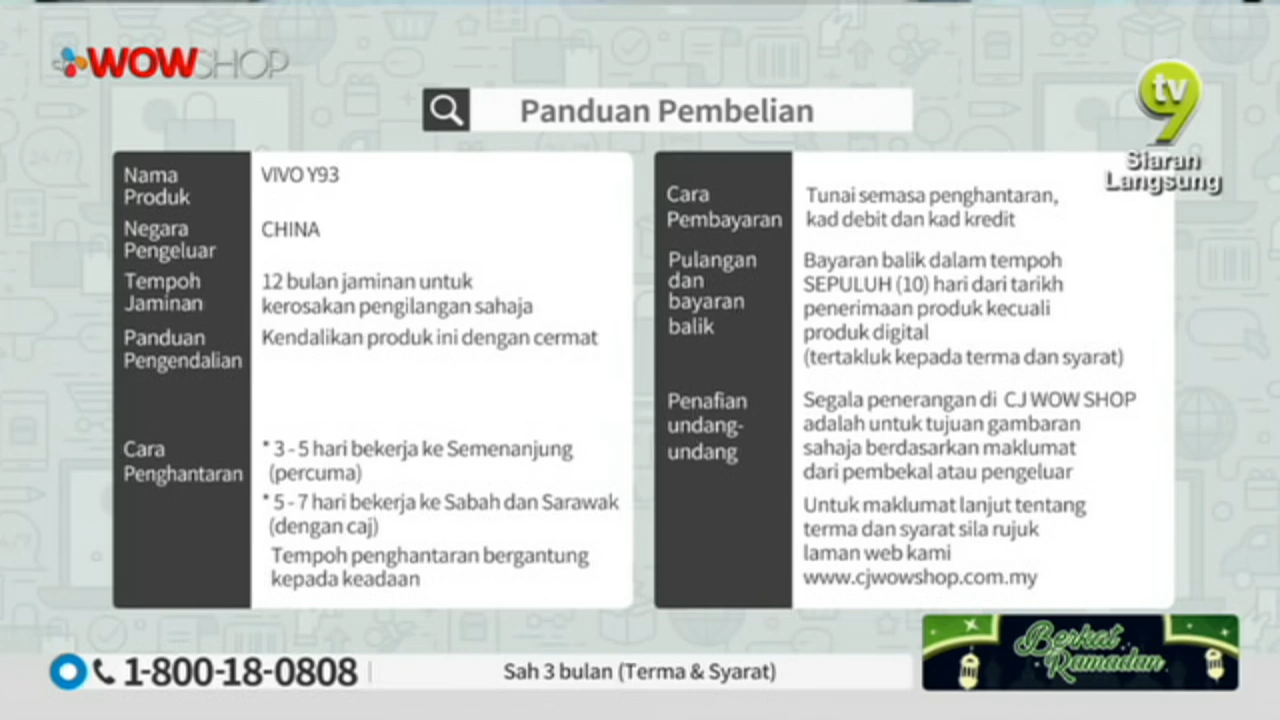 WOWSHOP
Panduan Pembelian
tv9
Siaran
Langsung
Nama
Produk
VIVO Y93
Negara
Pengeluar
CHINA
Tempoh
Jaminan
12 bulan jaminan untuk
kerosakan pengilangan sahaja
Panduan
Pengendalian
Kendalikan produk ini dengan cermat
Cara
Penghantaran
* 3 - 5 hari bekerja ke Semenanjung
(percuma)
* 5 - 7 hari bekerja ke Sabah dan Sarawak
(dengan caj)
Tempoh penghantaran bergantung
kepada keadaan
Cara
Pembayaran
Tunai semasa penghantaran,
kad debit dan kad kredit
Pulangan
dan
bayaran
balik
Bayaran balik dalam tempoh
SEPULUH (10) hari dari tarikh
penerimaan produk kecuali
produk digital
(tertakluk kepada terma dan syarat)
Penafian
undang-
undang
Segala penerangan di CJ WOW SHOP
adalah untuk tujuan gambaran
sahaja berdasarkan maklumat
dari pembekal atau pengeluar
Untuk maklumat lanjut tentang
terma dan syarat sila rujuk
laman web kami
www.cjwowshop.com.my
1-800-18-0808
Sah 3 bulan (Terma & Syarat)
Berkat
Ramadan